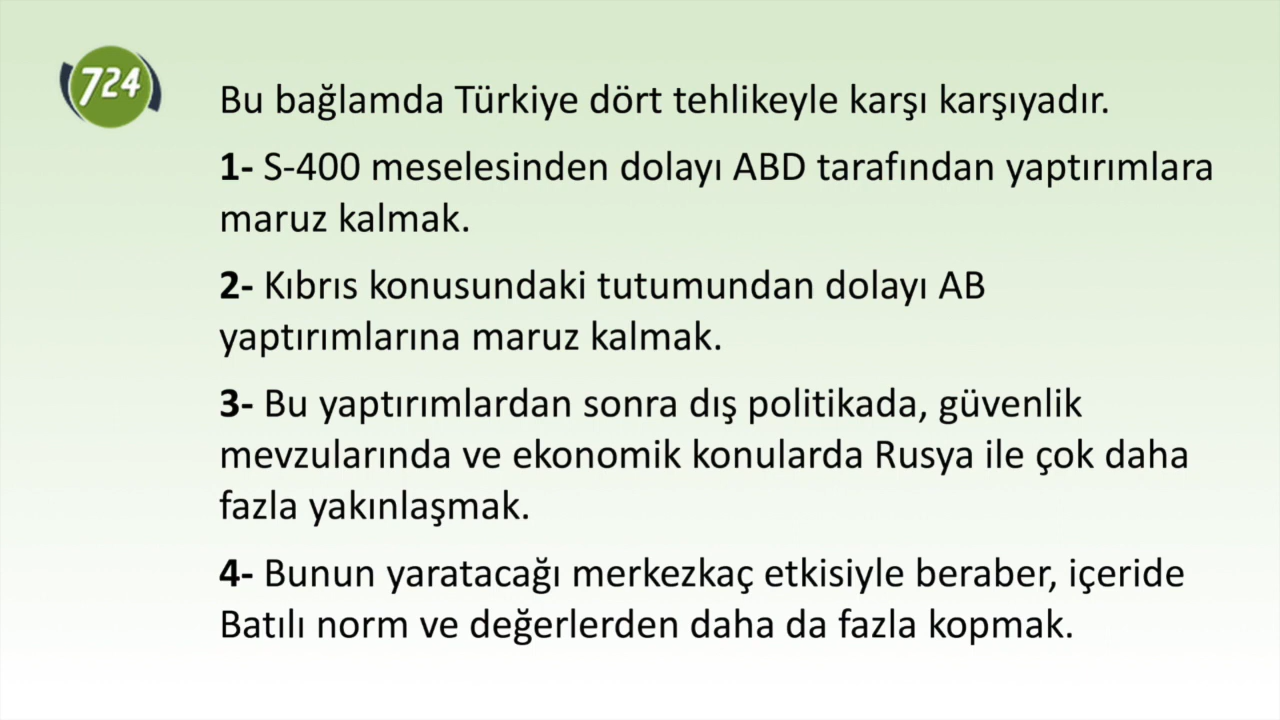 724
Bu bağlamda Türkiye dört tehlikeyle karşı karşıyadır.
1- S-400 meselesinden dolayı ABD tarafından yaptırımlara
maruz kalmak.
2- Kıbrıs konusundaki tutumundan dolayı AB
yaptırımlarına maruz kalmak.
3- Bu yaptırımlardan sonra dış politikada, güvenlik
mevzularında ve ekonomik konularda Rusya ile çok daha
fazla yakınlaşmak.
4- Bunun yaratacağı merkezkaç etkisiyle beraber, içeride
Batılı norm ve değerlerden daha da fazla kopmak.